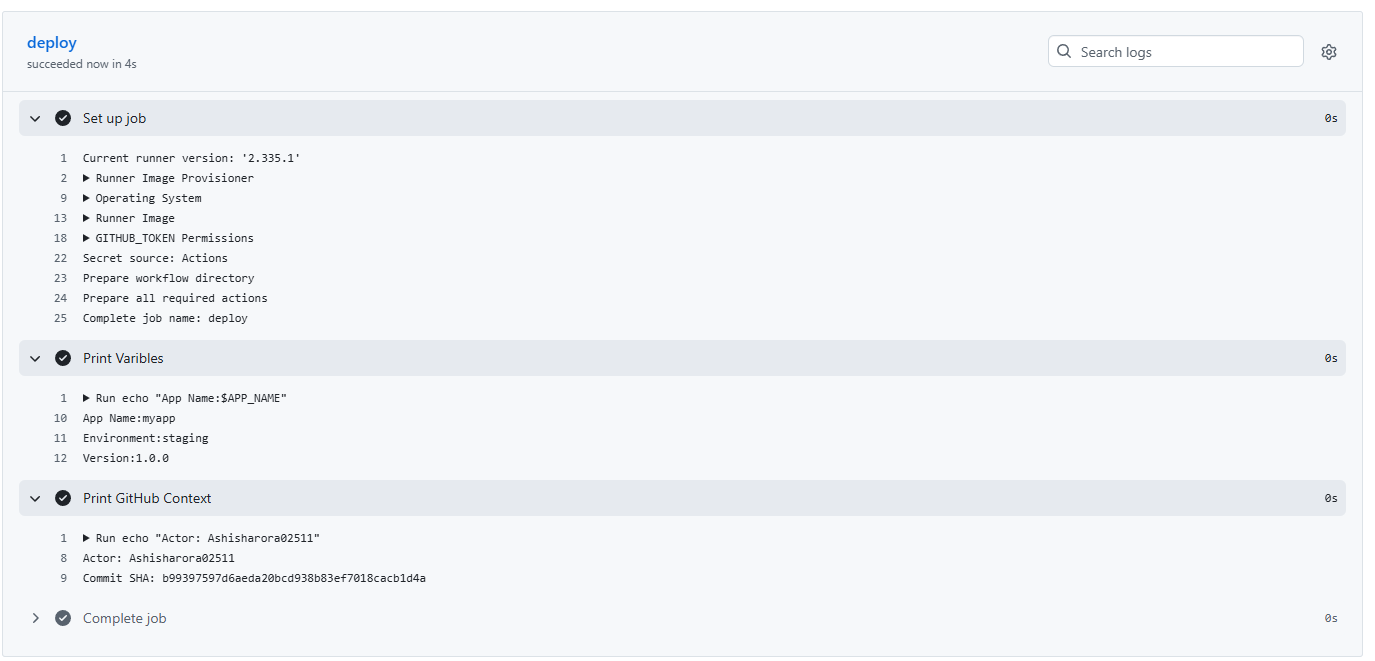 deploy
succeeded now in 4s
Search logs
Set up job 0s
1 Current runner version: '2.335.1'
2 Runner Image Provisioner
9 Operating System
13 Runner Image
18 GITHUB_TOKEN Permissions
22 Secret source: Actions
23 Prepare workflow directory
24 Prepare all required actions
25 Complete job name: deploy
Print Varibles 0s
1 Run echo "App Name:$APP_NAME"
10 App Name:myapp
11 Environment:staging
12 Version:1.0.0
Print GitHub Context 0s
1 Run echo "Actor: Ashisharora02511"
8 Actor: Ashisharora02511
9 Commit SHA: b99397597d6aeda20bcd938b83ef7018cacb1d4a
Complete job 0s